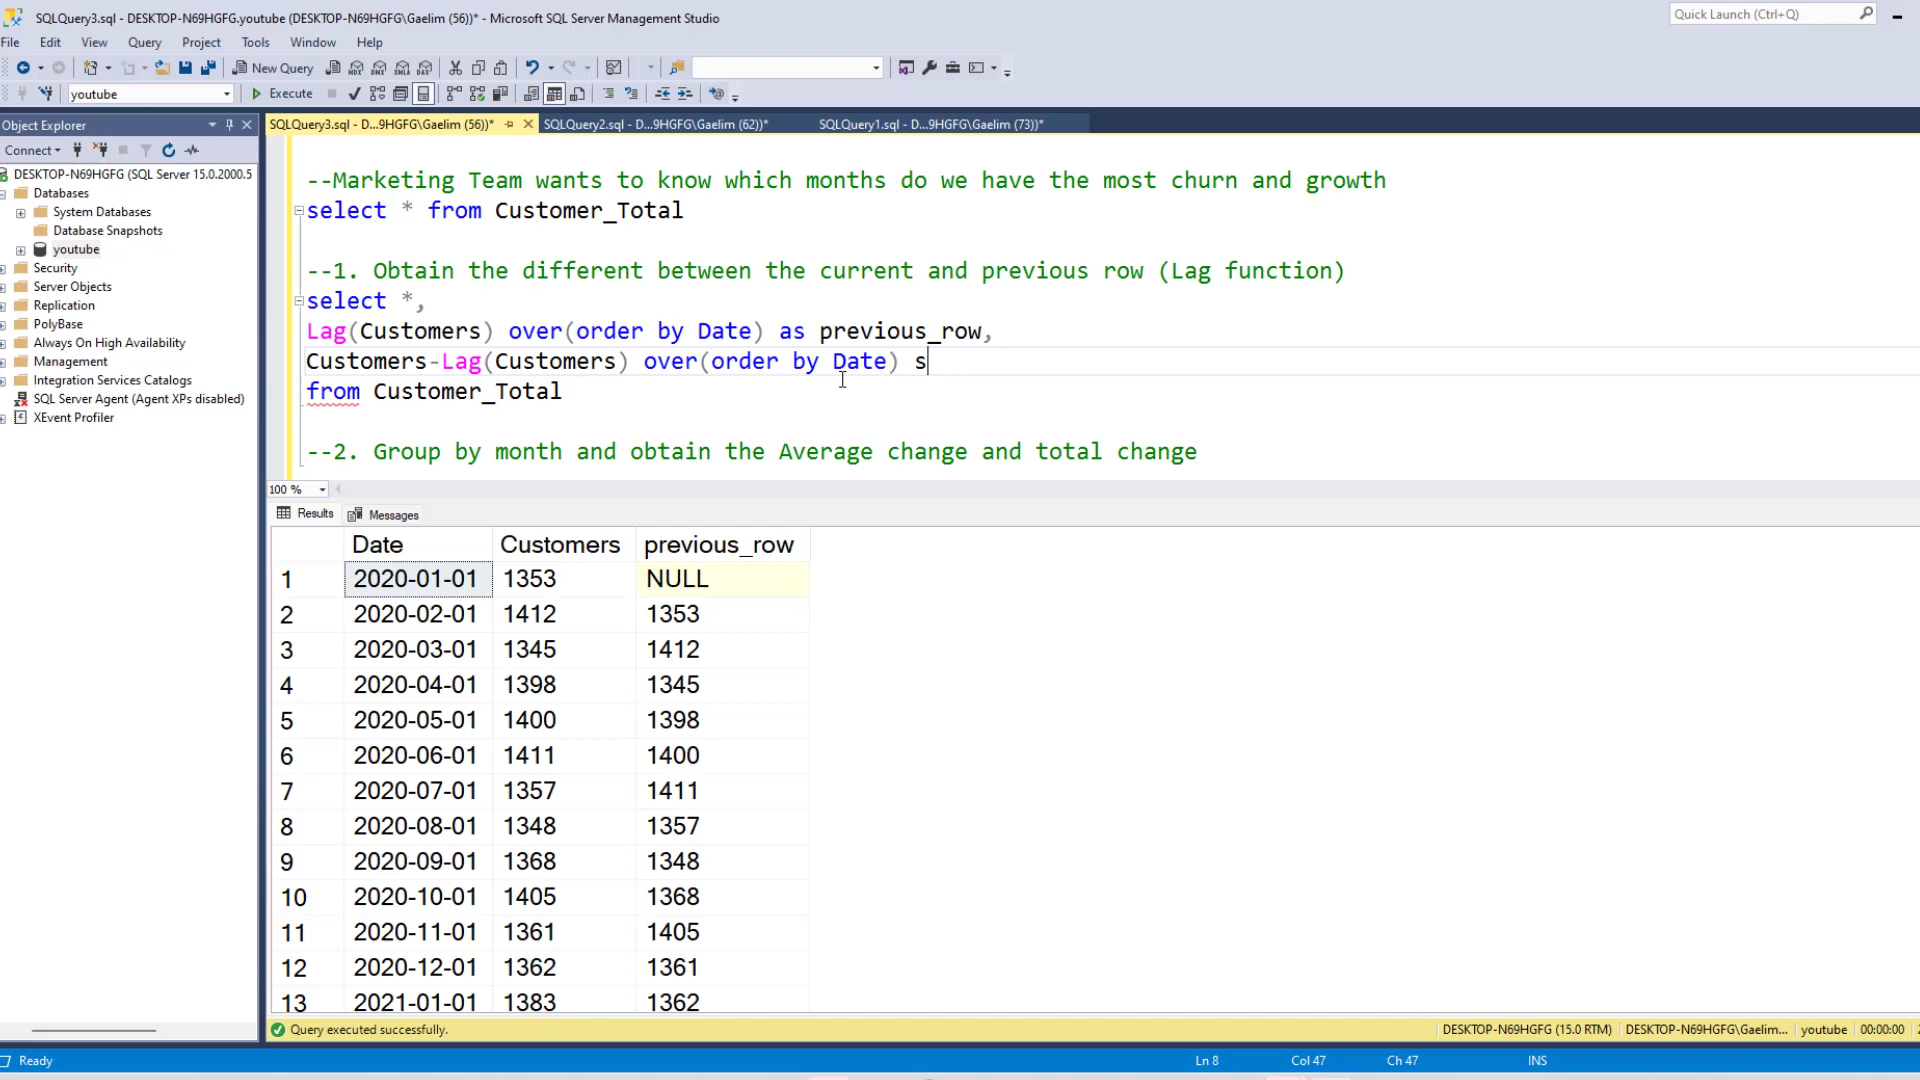 SQLQuery3.sql - DESKTOP-N69HGFG.youtube (DESKTOP-N69HGFG\Gaelim (56))* - Microsoft SQL Server Management Studio
Quick Launch (Ctrl+Q)
File Edit View Query Project Tools Window Help
New Query
youtube Execute
Object Explorer
SQLQuery3.sql - D...9HGFG\Gaelim (56))* SQLQuery2.sql - D...9HGFG\Gaelim (62))* SQLQuery1.sql - D...9HGFG\Gaelim (73))*
Connect
DESKTOP-N69HGFG (SQL Server 15.0.2000.5
Databases
System Databases
Database Snapshots
youtube
Security
Server Objects
Replication
PolyBase
Always On High Availability
Management
Integration Services Catalogs
SQL Server Agent (Agent XPs disabled)
XEvent Profiler
--Marketing Team wants to know which months do we have the most churn and growth
select * from Customer_Total
--1. Obtain the different between the current and previous row (Lag function)
select *,
Lag(Customers) over(order by Date) as previous_row,
Customers-Lag(Customers) over(order by Date) s
from Customer_Total
--2. Group by month and obtain the Average change and total change
100 %
Results Messages
Date Customers previous_row
1 2020-01-01 1353 NULL
2 2020-02-01 1412 1353
3 2020-03-01 1345 1412
4 2020-04-01 1398 1345
5 2020-05-01 1400 1398
6 2020-06-01 1411 1400
7 2020-07-01 1357 1411
8 2020-08-01 1348 1357
9 2020-09-01 1368 1348
10 2020-10-01 1405 1368
11 2020-11-01 1361 1405
12 2020-12-01 1362 1361
13 2021-01-01 1383 1362
Query executed successfully. DESKTOP-N69HGFG (15.0 RTM) DESKTOP-N69HGFG\Gaelim... youtube 00:00:00
Ready Ln 8 Col 47 Ch 47 INS